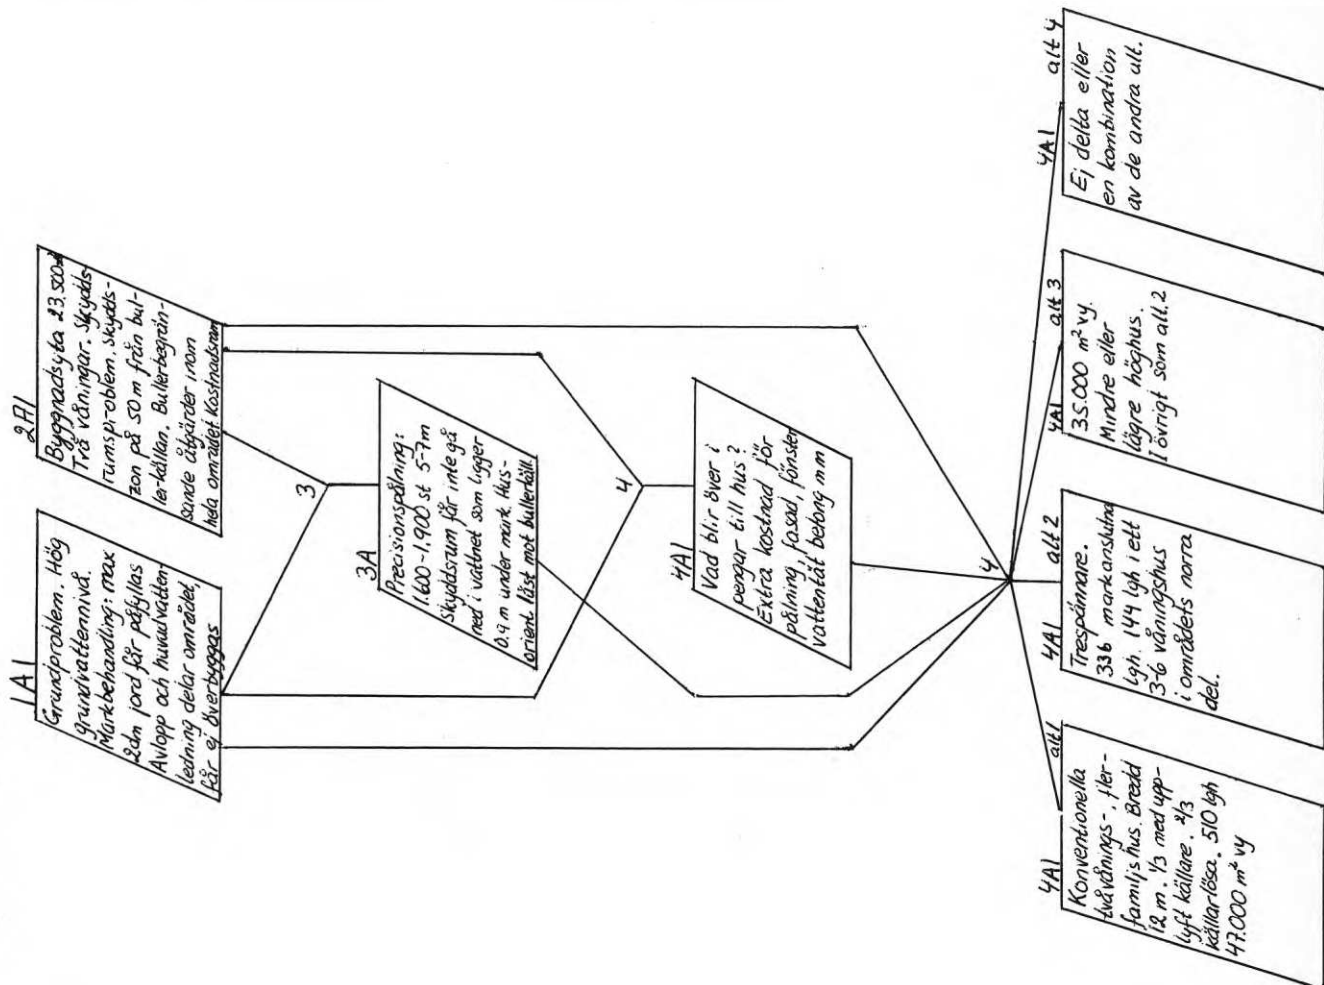 1A1
Grundproblem. Hög
grundvattennivå.
Markbehandling: max
2dm jord får påfyllas
Avlopp och huvudvatten
ledning delar området,
får ej överbyggas
2A1
Byggnadsyta 23.500 m²
Två våningar. Skydds-
rumsproblem. Skydds-
zon på 50 m från bul-
lerkällan. Bullerbegrän-
sande åtgärder inom
hela området. Kostnadsram
3
3A
Precisionspålning:
1.600-1.900 st 5-7m
Skyddsrum får inte gå
ned i vattnet som ligger
0.9 m under mark. Hus-
orient. låst mot bullerkäll.
4
4A1
Vad blir över i
pengar till hus?
Extra kostnad för
pålning, fasad, fönster
vattentät betong mm
4
4A1 alt 1
Konventionella
tvåvånings-, fler-
familjshus. Bredd
12 m. 1/3 med upp-
lyft källare. 2/3
källarlösa. 510 lgh
47.000 m² vy
4A1 alt 2
Trespännare.
336 markanslutna
lgh. 144 lgh i ett
3-6 våningshus
i områdets norra
del.
4A1 alt 3
35.000 m² vy.
Mindre eller
lägre höghus.
I övrigt som alt. 2
4A1 alt 4
Ej delta eller
en kombination
av de andra alt.